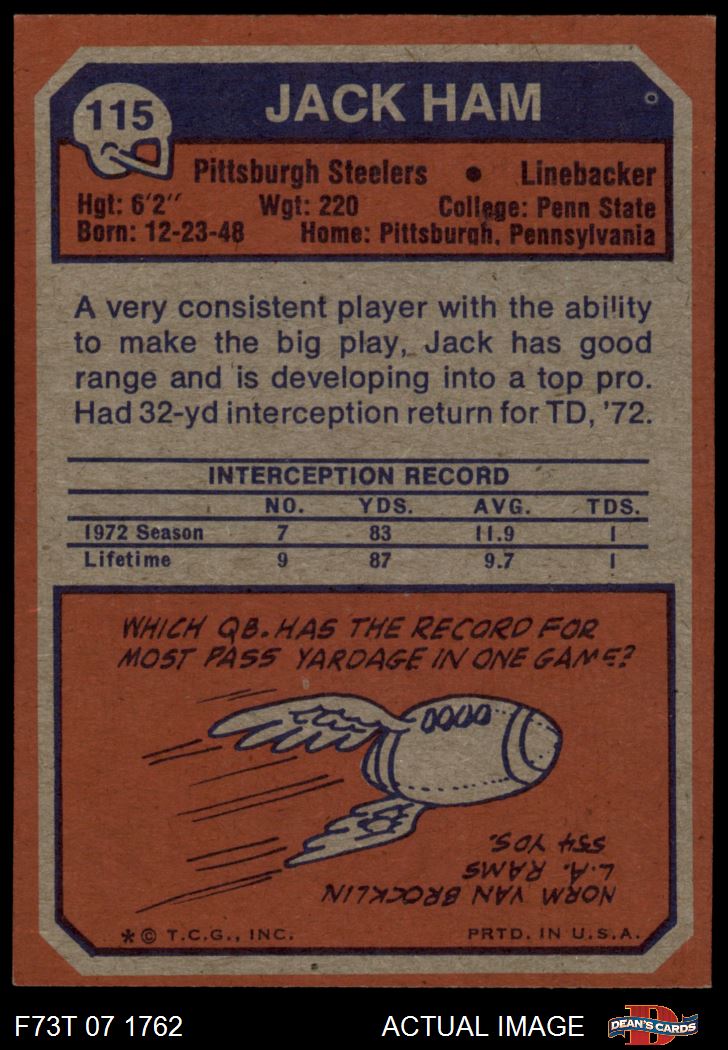 115
JACK HAM
Pittsburgh Steelers • Linebacker
Hgt: 6'2" Wgt: 220 College: Penn State
Born: 12-23-48 Home: Pittsburgh, Pennsylvania
A very consistent player with the ability
to make the big play, Jack has good
range and is developing into a top pro.
Had 32-yd interception return for TD, '72.
INTERCEPTION RECORD
NO. YDS. AVG. TDS.
1972 Season 7 83 11.9 1
Lifetime 9 87 9.7 1
WHICH QB. HAS THE RECORD FOR
MOST PASS YARDAGE IN ONE GAME?
NORM VAN BROCKLIN
L.A. RAMS
554 YDS.
* © T.C.G., INC. PRTD. IN U.S.A.
F73T 07 1762 ACTUAL IMAGE D DEAN'S CARDS